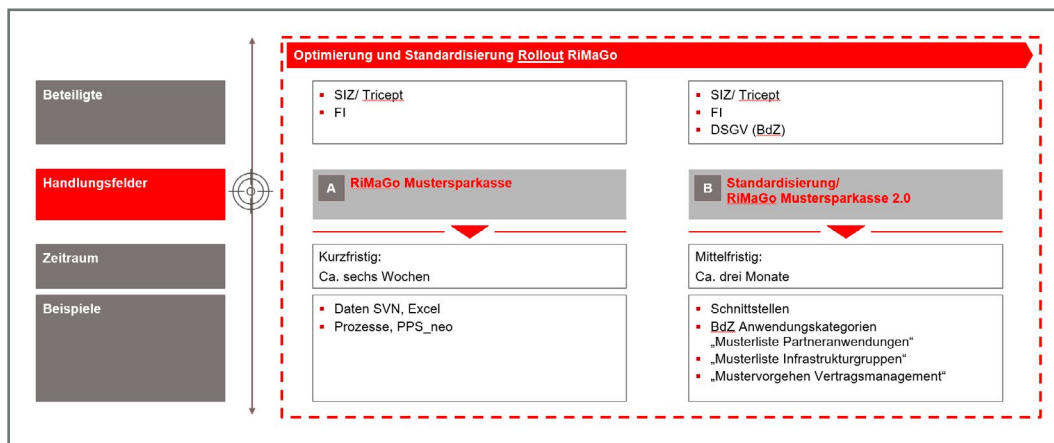 Optimierung und Standardisierung Rollout RiMaGo
Beteiligte
SIZ/ Tricept
FI
SIZ/ Tricept
FI
DSGV (BdZ)
Handlungsfelder
A
RiMaGo Mustersparkasse
B
Standardisierung/
RiMaGo Mustersparkasse 2.0
Zeitraum
Kurzfristig:
Ca. sechs Wochen
Mittelfristig:
Ca. drei Monate
Beispiele
Daten SVN, Excel
Prozesse, PPS_neo
Schnittstellen
BdZ Anwendungskategorien
„Musterliste Partneranwendungen“
„Musterliste Infrastrukturgruppen“
„Mustervorgehen Vertragsmanagement“